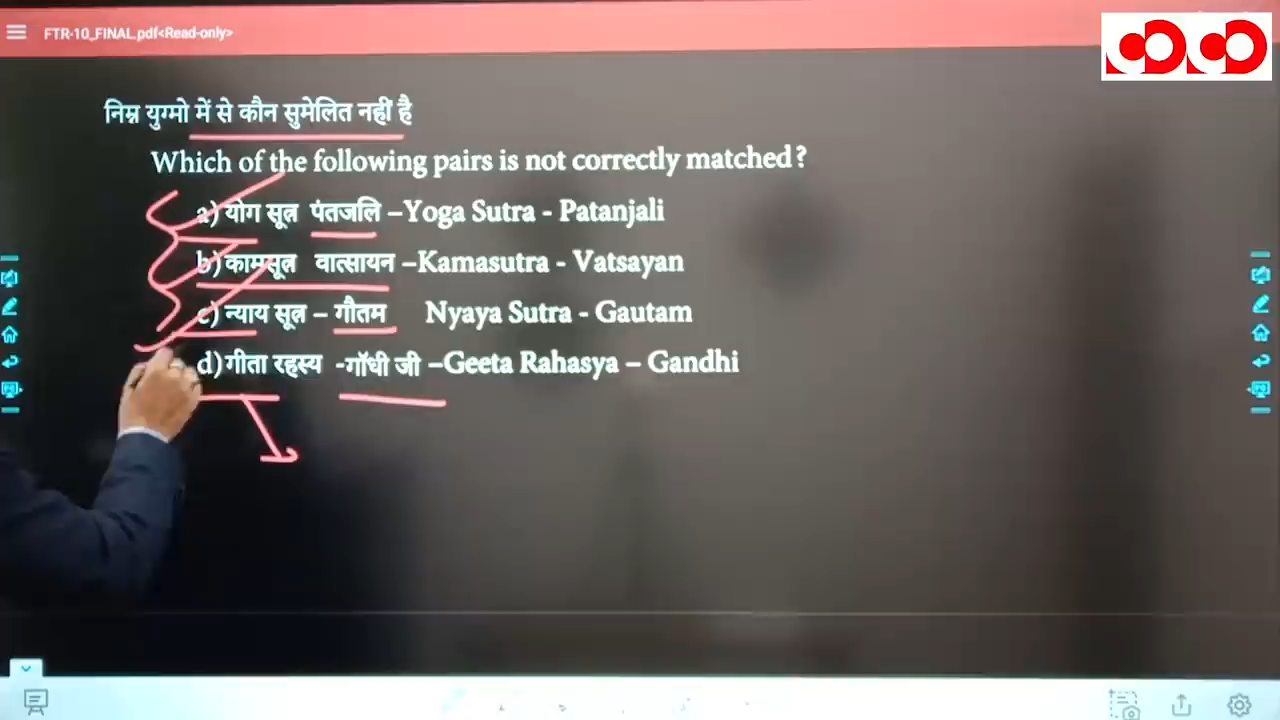 FTR-10_FINAL.pdf<Read-only>
निम्न युग्मो में से कौन सुमेलित नहीं है
Which of the following pairs is not correctly matched?
a) योग सूत्र पंतजलि –Yoga Sutra - Patanjali
b) कामसूत्र वात्सायन –Kamasutra - Vatsayan
c) न्याय सूत्र – गौतम Nyaya Sutra - Gautam
d) गीता रहस्य -गाँधी जी –Geeta Rahasya – Gandhi